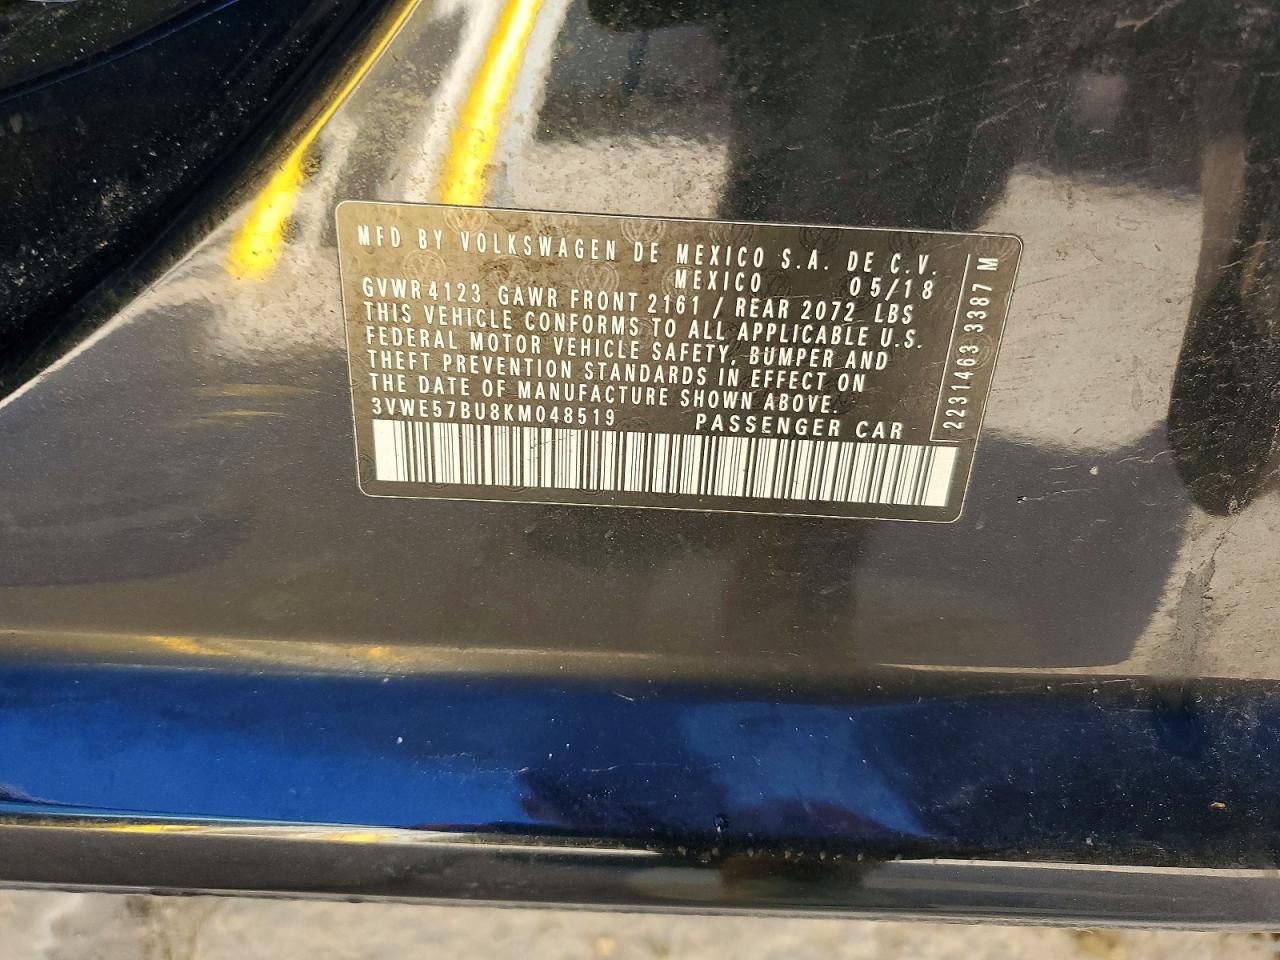 MFD BY VOLKSWAGEN DE MEXICO S.A. DE C.V.
MEXICO 05/18
GVWR 4123 GAWR FRONT 2161 / REAR 2072 LBS
THIS VEHICLE CONFORMS TO ALL APPLICABLE U.S.
FEDERAL MOTOR VEHICLE SAFETY, BUMPER AND
THEFT PREVENTION STANDARDS IN EFFECT ON
THE DATE OF MANUFACTURE SHOWN ABOVE.
3VWE57BU8KM048519 PASSENGER CAR
2231463 3387 M